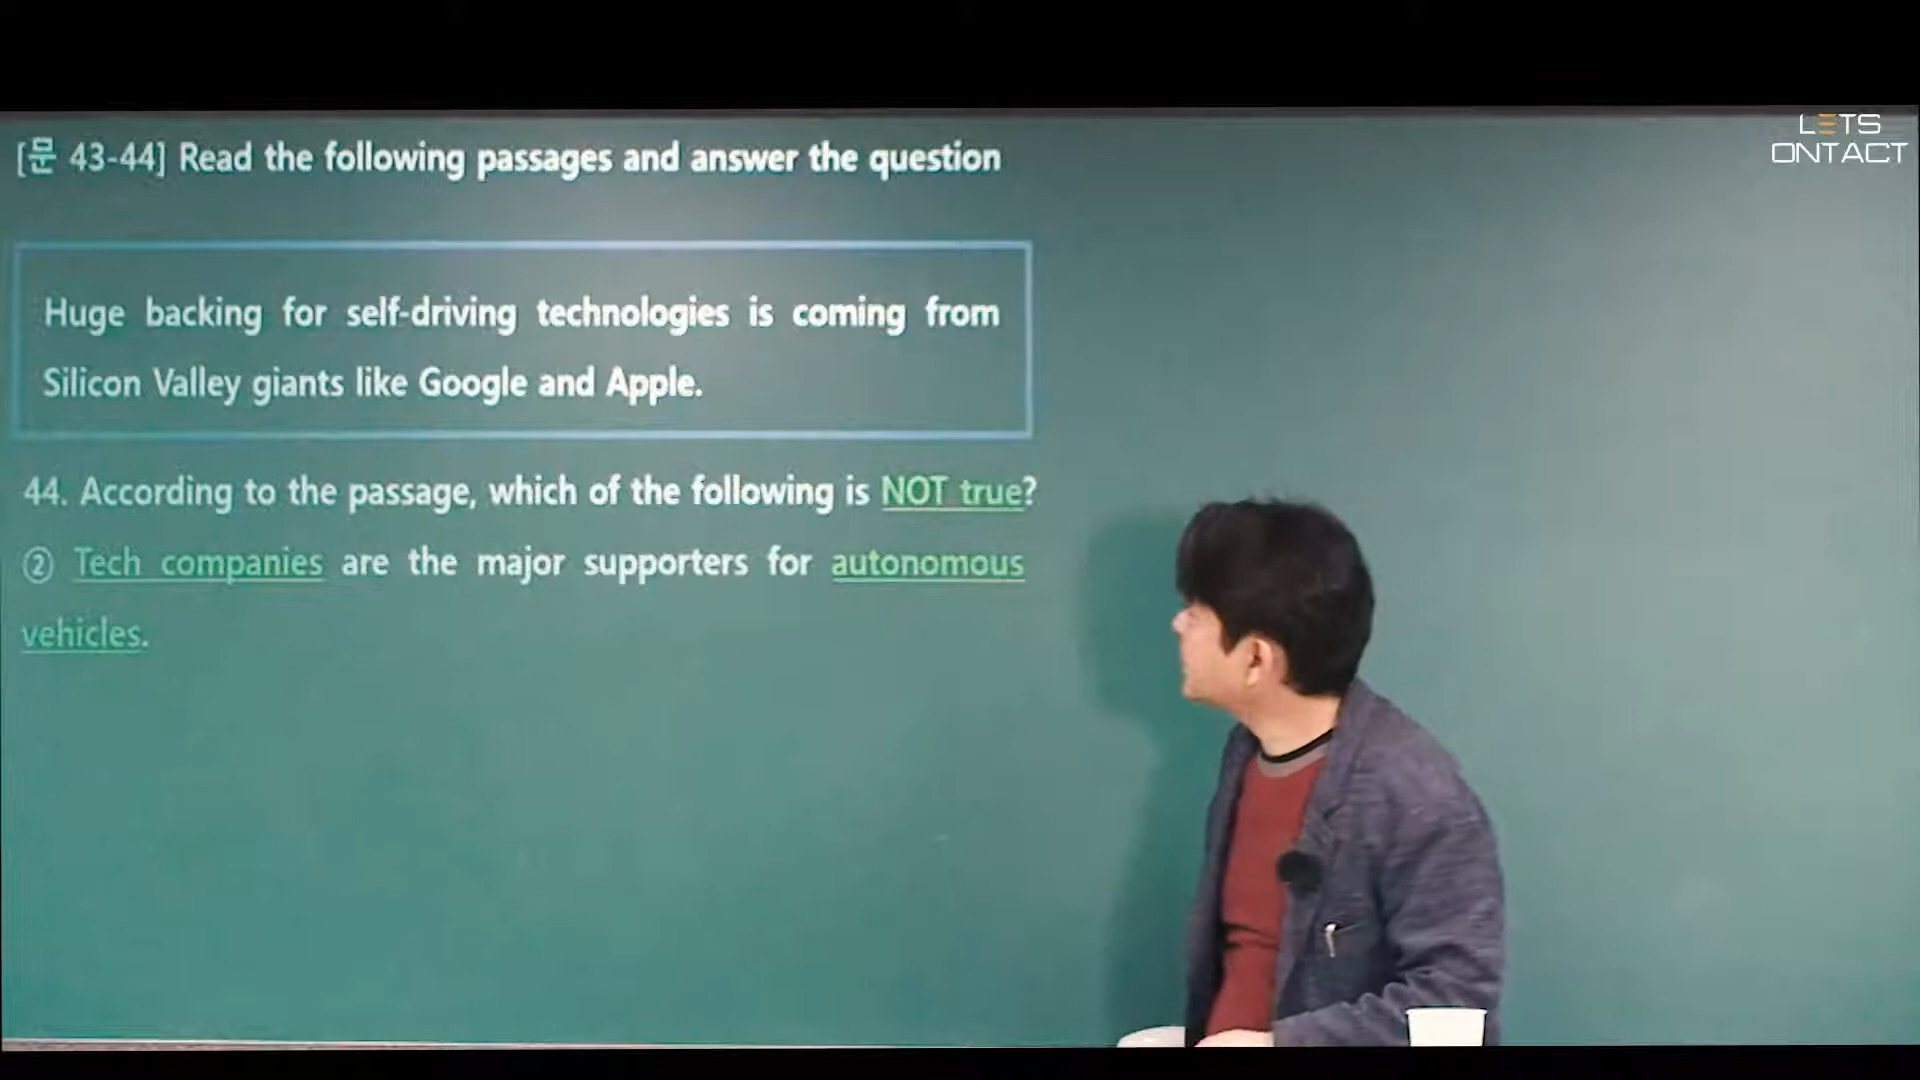 LETS
ONTACT
[문 43-44] Read the following passages and answer the question
Huge backing for self-driving technologies is coming from
Silicon Valley giants like Google and Apple.
44. According to the passage, which of the following is NOT true?
② Tech companies are the major supporters for autonomous
vehicles.